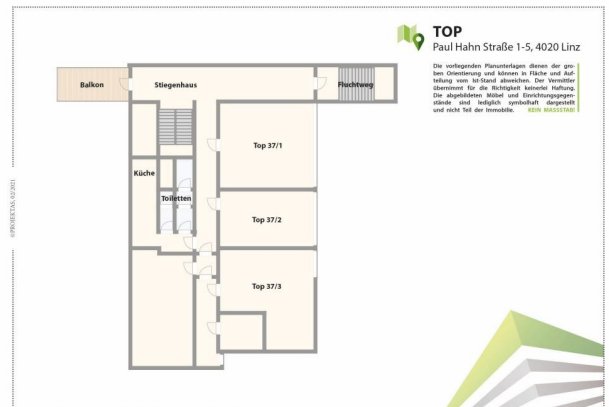 TOP
Paul Hahn Straße 1-5, 4020 Linz
Die vorliegenden Planunterlagen dienen der gro-
ben Orientierung und können in Fläche und Auf-
teilung vom Ist-Stand abweichen. Der Vermittler
übernimmt für die Richtigkeit keinerlei Haftung.
Die abgebildeten Möbel und Einrichtungsgegen-
stände sind lediglich symbolhaft dargestellt
und nicht Teil der Immobilie. KEIN MASSSTAB!
Balkon
Stiegenhaus
Fluchtweg
Top 37/1
Küche
Toiletten
Top 37/2
Top 37/3
©PROJEKTAS, 02/2021